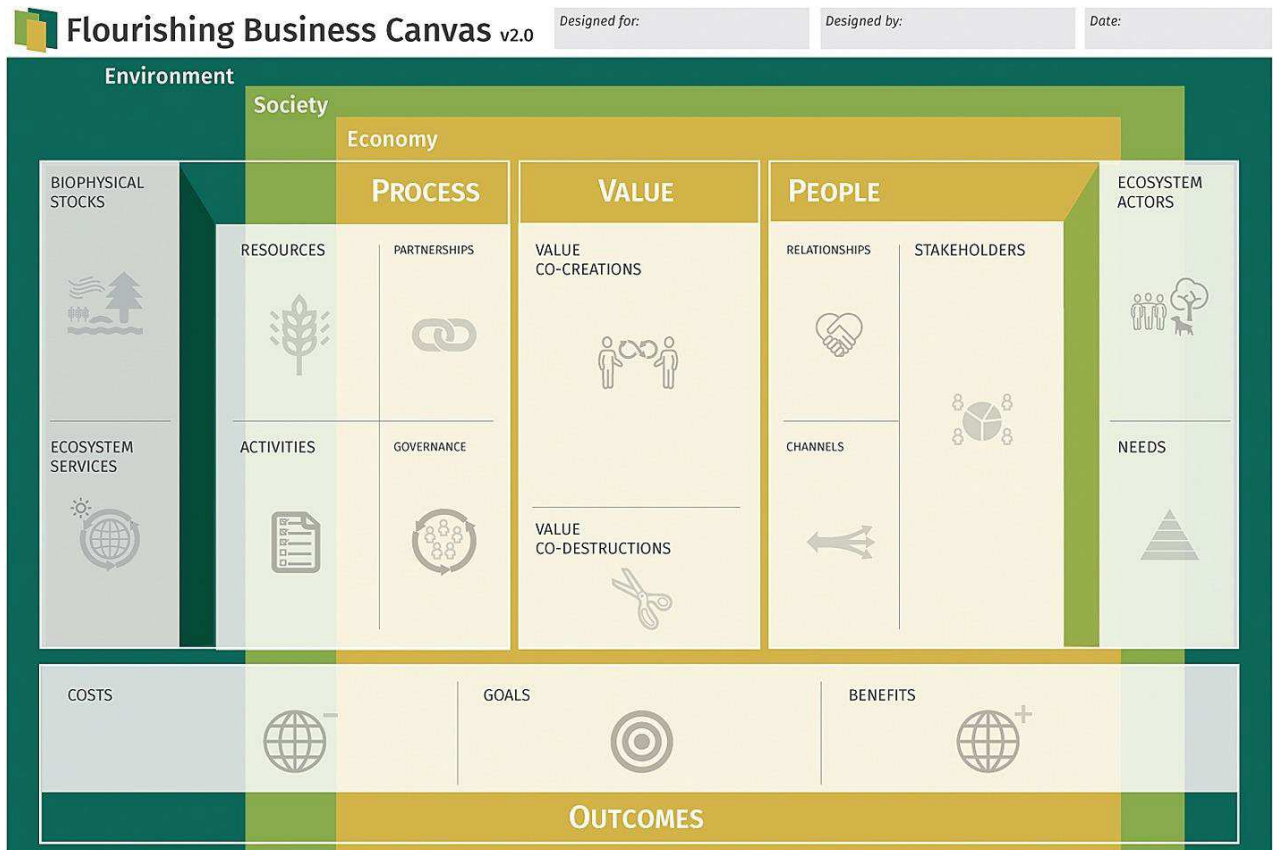 Flourishing Business Canvas v2.0
Designed for:
Designed by:
Date:
Environment
Society
Economy
BIOPHYSICAL
STOCKS
ECOSYSTEM
SERVICES
PROCESS
RESOURCES
PARTNERSHIPS
ACTIVITIES
GOVERNANCE
VALUE
VALUE
CO-CREATIONS
VALUE
CO-DESTRUCTIONS
PEOPLE
RELATIONSHIPS
STAKEHOLDERS
CHANNELS
ECOSYSTEM
ACTORS
NEEDS
COSTS
GOALS
BENEFITS
OUTCOMES